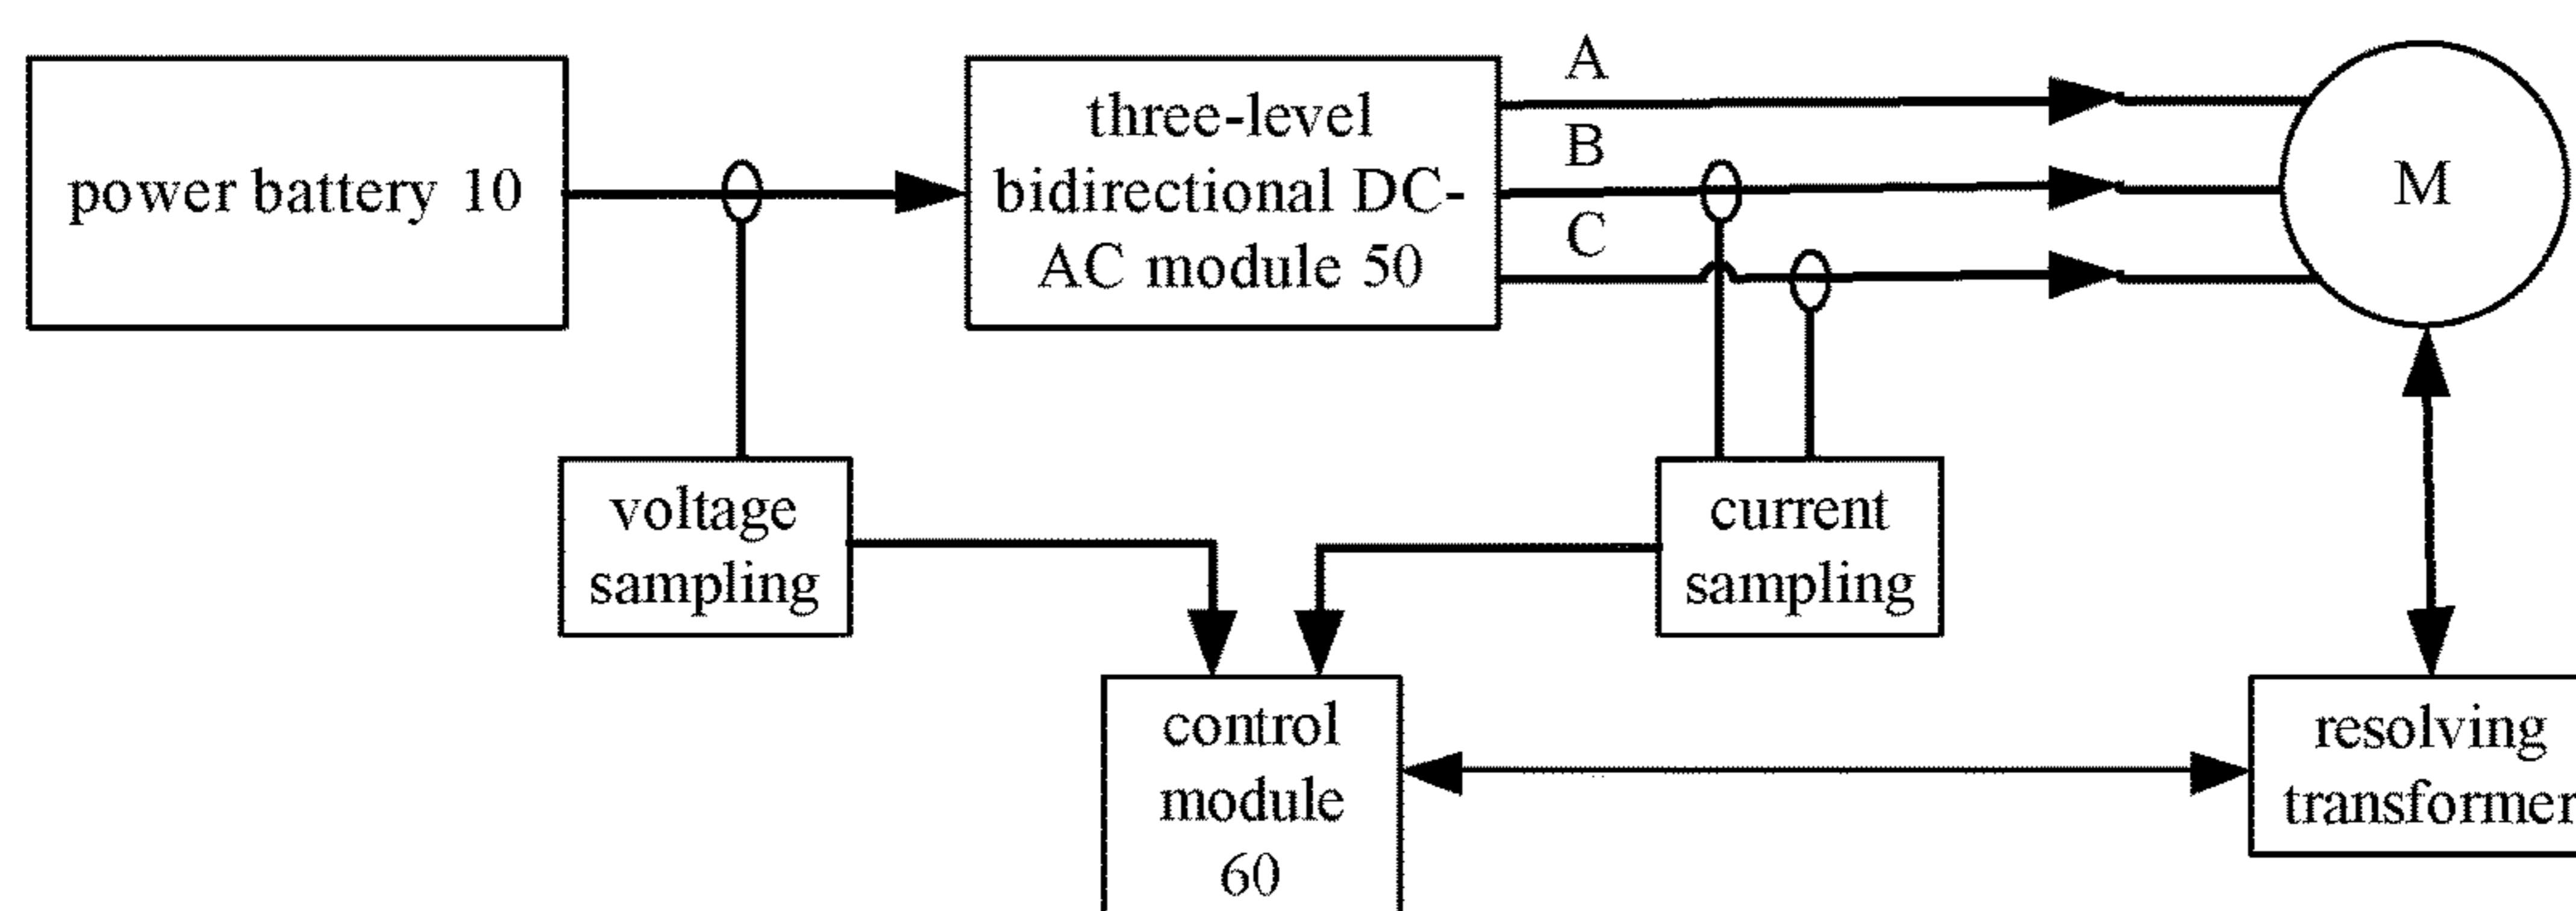 power battery 10
three-level
bidirectional DC-
AC module 50
A
B
C
M
voltage
sampling
current
sampling
control
module
60
resolving
transformer